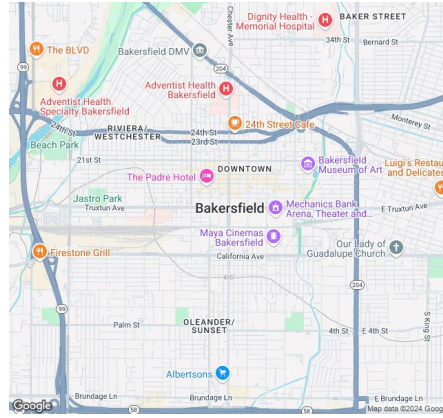 Dignity Health -
Memorial Hospital
BAKER STREET
34th St
Bernard St
Chester Ave
The BLVD
Bakersfield DMV
99
204
Adventist Health
Specialty Bakersfield
Adventist Health
Bakersfield
Monterey St
24th St
RIVIERA/
WESTCHESTER
24th St
24th Street Cafe
23rd St
Beach Park
21st St
DOWNTOWN
Bakersfield
Museum of Art
Luigi's Restau
and Delicates
The Padre Hotel
Jastro Park
Truxtun Ave
Bakersfield
Mechanics Bank
Arena, Theater and...
E Truxtun Ave
Maya Cinemas
Bakersfield
Our Lady of
Guadalupe Church
Firestone Grill
California Ave
99
204
OLEANDER/
SUNSET
Palm St
4th St
E 4th St
S King St
Albertsons
Brundage Ln
Brundage Ln
E Brundage Ln
58
58
Google
Map data ©2024 Goog